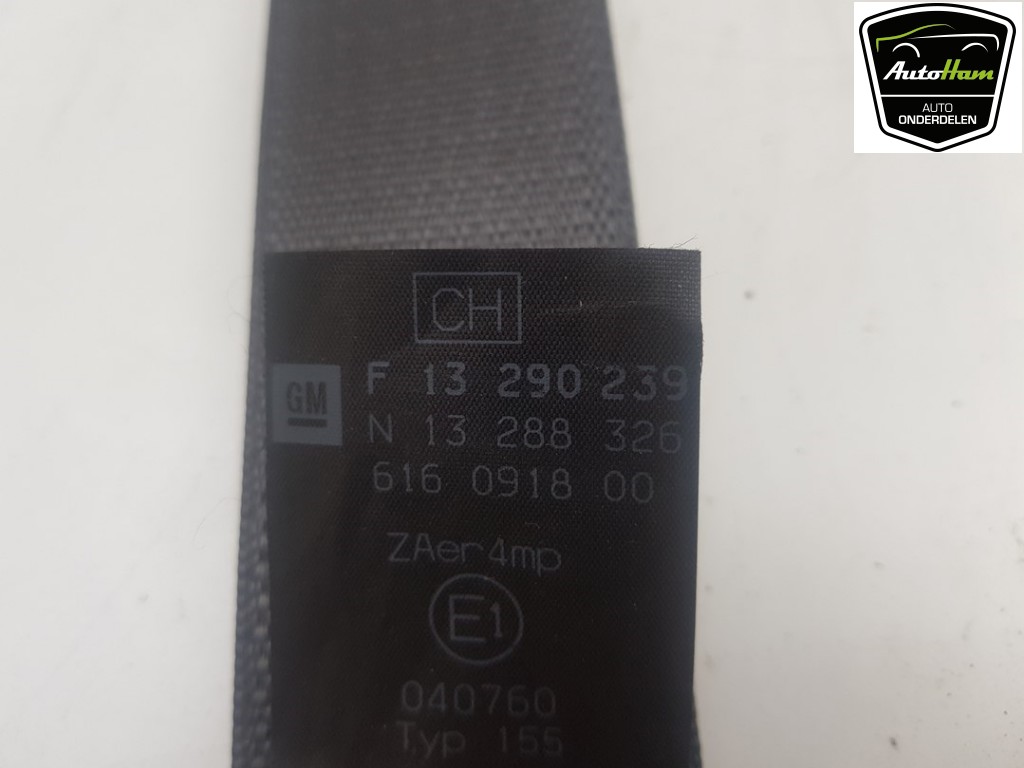 AutoHam
AUTO
ONDERDELEN
CH
GM
F 13 290 239
N 13 288 326
616 0918 00
ZAer4mp
E1
040760
Typ 155